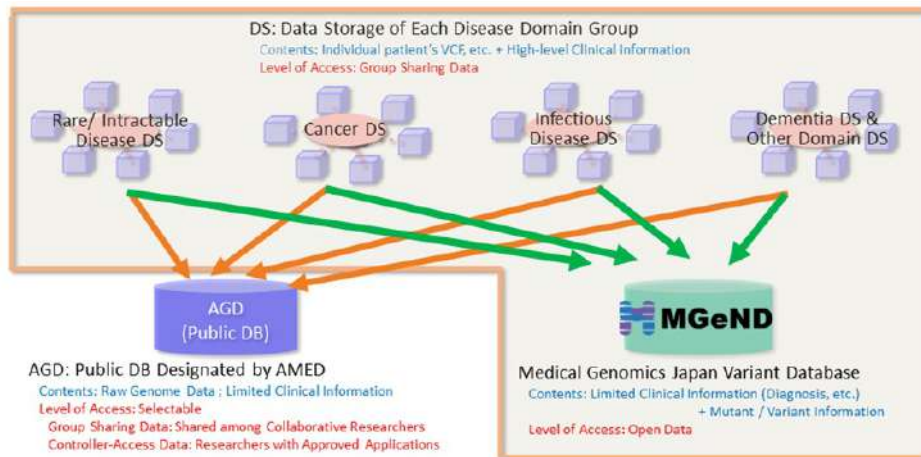 DS: Data Storage of Each Disease Domain Group
Contents: Individual patient's VCF, etc. + High-level Clinical Information
Level of Access: Group Sharing Data
Rare/ Intractable
Disease DS
Cancer DS
Infectious
Disease DS
Dementia DS &
Other Domain DS
AGD
(Public DB)
MGeND
AGD: Public DB Designated by AMED
Contents: Raw Genome Data ; Limited Clinical Information
Level of Access: Selectable
Group Sharing Data: Shared among Collaborative Researchers
Controller-Access Data: Researchers with Approved Applications
Medical Genomics Japan Variant Database
Contents: Limited Clinical Information (Diagnosis, etc.)
+ Mutant / Variant Information
Level of Access: Open Data